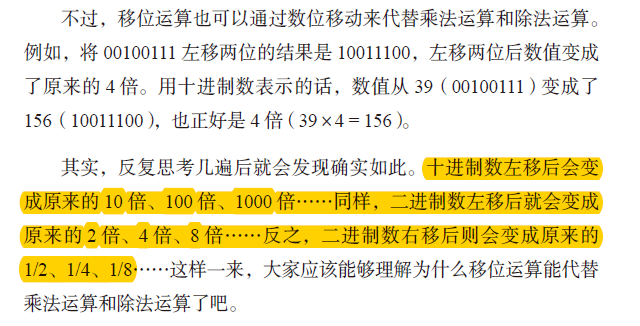 不过，移位运算也可以通过数位移动来代替乘法运算和除法运算。
例如，将 00100111 左移两位的结果是 10011100，左移两位后数值变成
了原来的 4 倍。用十进制数表示的话，数值从 39（00100111）变成了
156（10011100），也正好是 4 倍（39×4 = 156）。
其实，反复思考几遍后就会发现确实如此。十进制数左移后会变
成原来的 10 倍、100 倍、1000 倍……同样，二进制数左移后就会变成
原来的 2 倍、4 倍、8 倍……反之，二进制数右移后则会变成原来的
1/2、1/4、1/8……这样一来，大家应该能够理解为什么移位运算能代替
乘法运算和除法运算了吧。